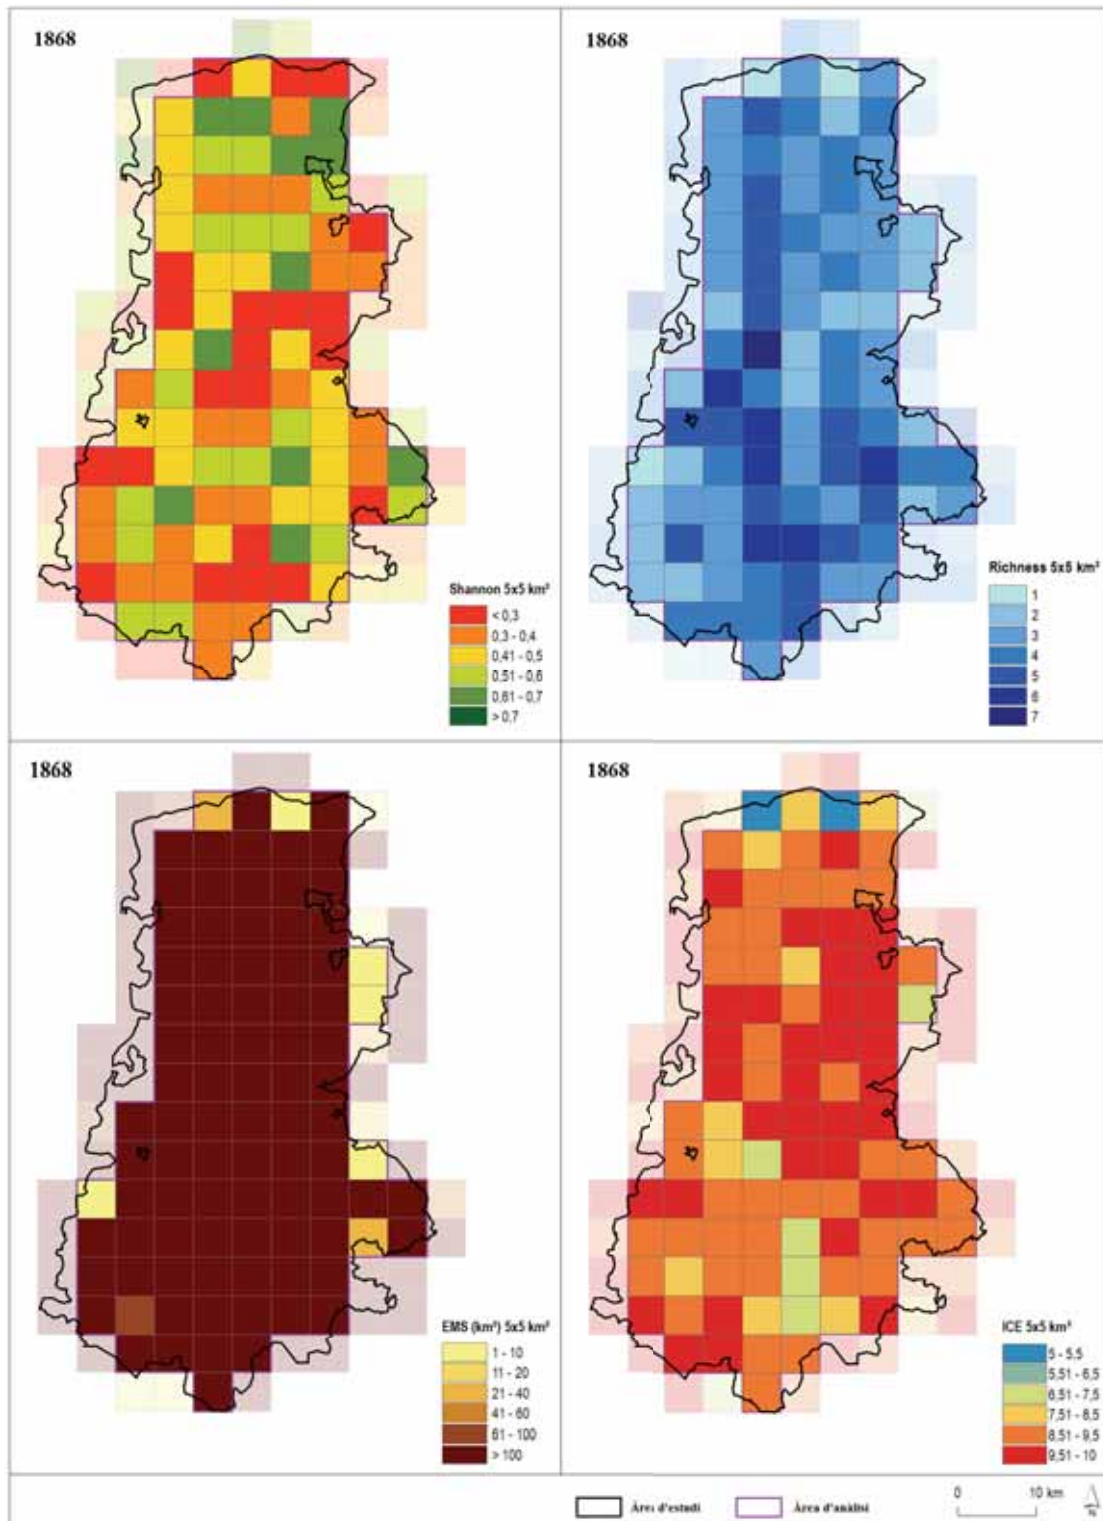 1868
Shannon 5x5 km²
< 0,3
0,3 - 0,4
0,41 - 0,5
0,51 - 0,6
0,61 - 0,7
> 0,7
1868
Richness 5x5 km²
1
2
3
4
5
6
7
1868
EMS (km²) 5x5 km²
1 - 10
11 - 20
21 - 40
41 - 60
61 - 100
> 100
1868
ICE 5x5 km²
5 - 5,5
5,51 - 6,5
6,51 - 7,5
7,51 - 8,5
8,51 - 9,5
9,51 - 10
Àrea d'estudi
Àrea d'anàlisi
0 10 km
N